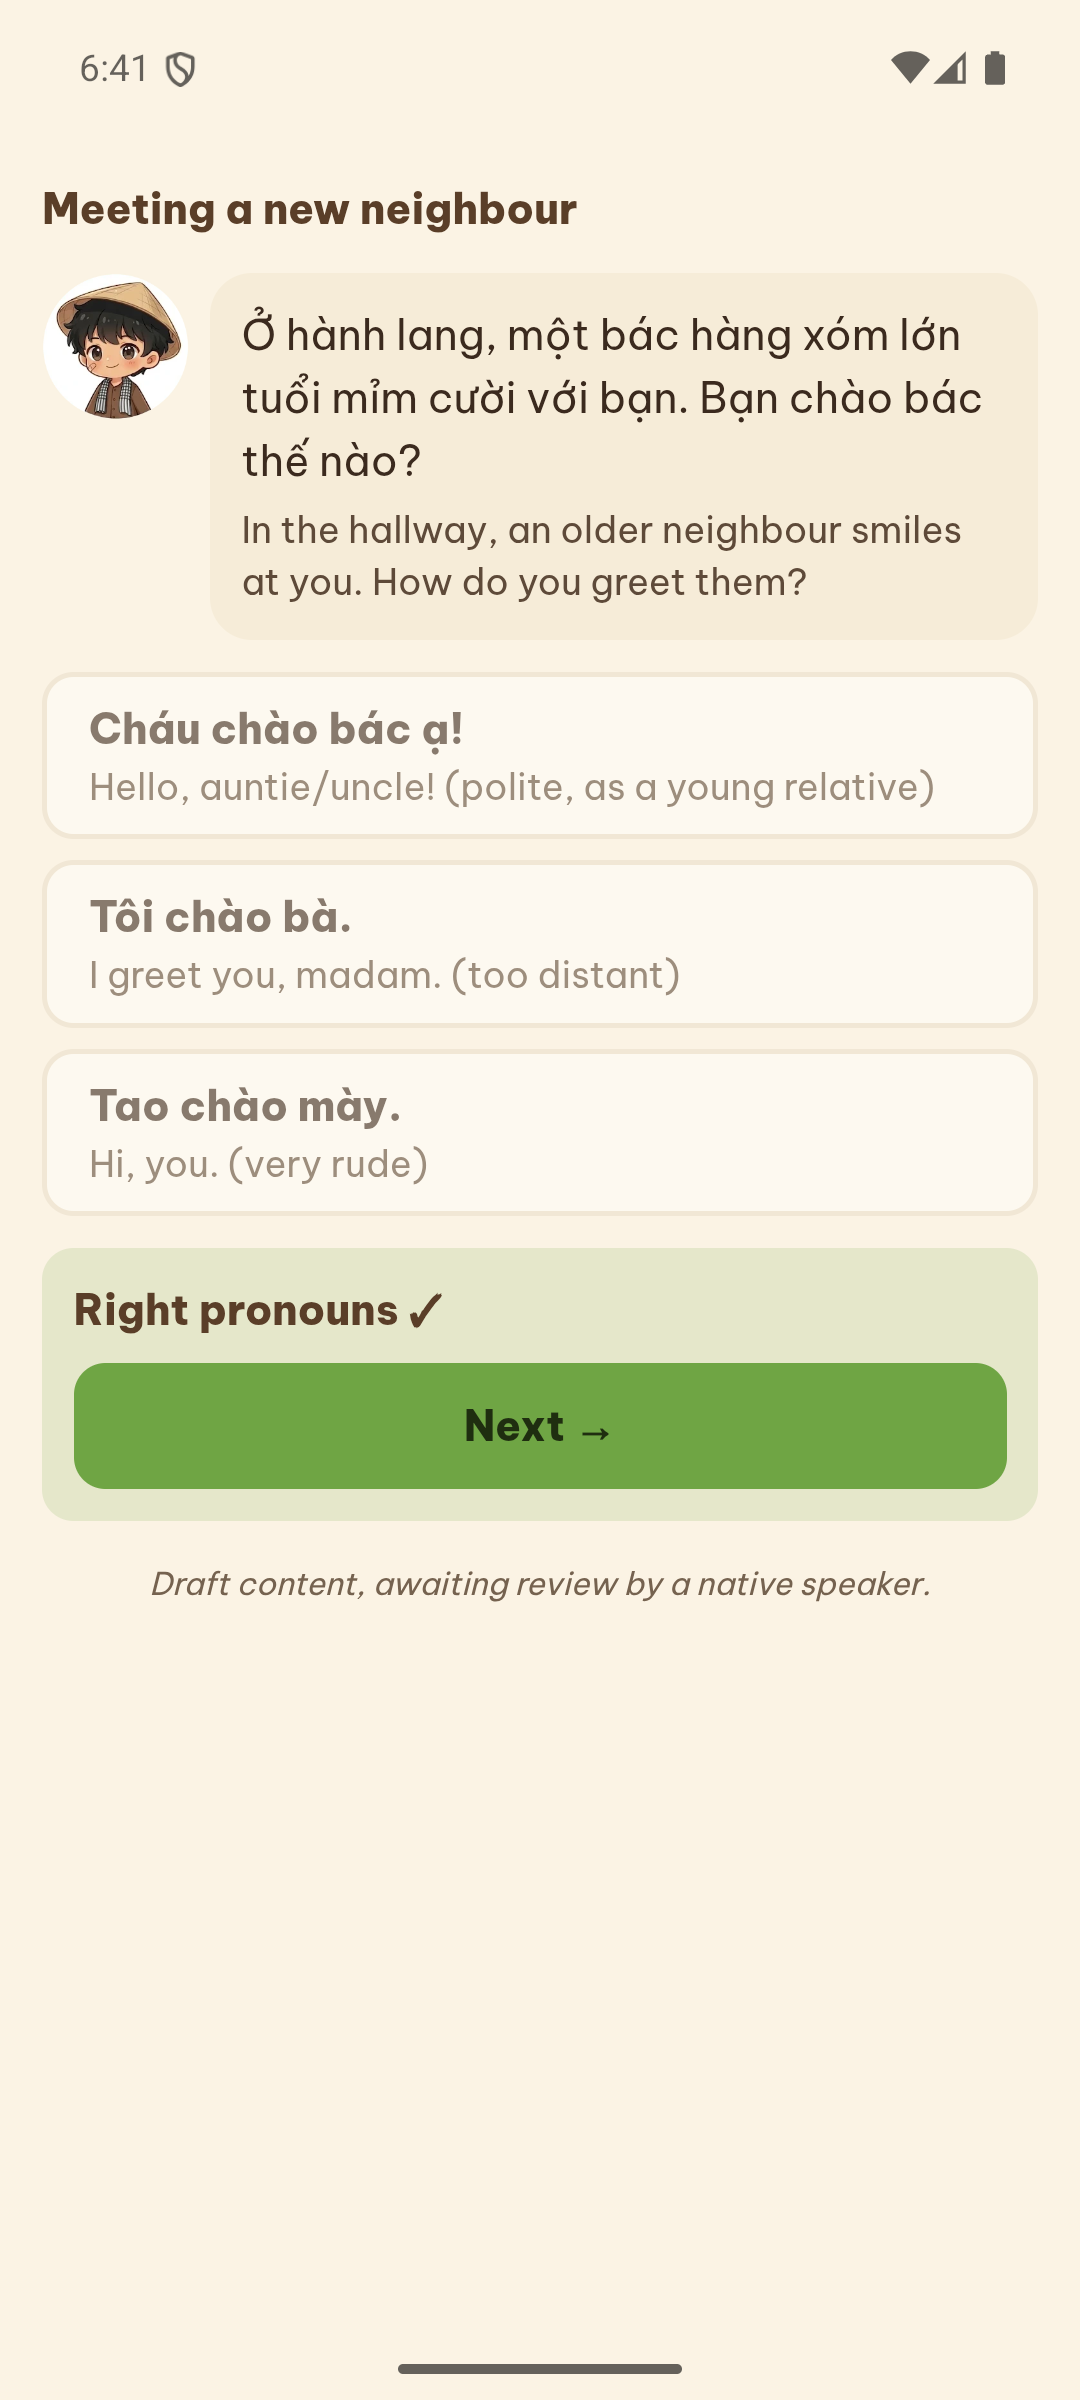 6:41
Meeting a new neighbour
Ở hành lang, một bác hàng xóm lớn
tuổi mỉm cười với bạn. Bạn chào bác
thế nào?
In the hallway, an older neighbour smiles
at you. How do you greet them?
Cháu chào bác ạ!
Hello, auntie/uncle! (polite, as a young relative)
Tôi chào bà.
I greet you, madam. (too distant)
Tao chào mày.
Hi, you. (very rude)
Right pronouns ✓
Next →
Draft content, awaiting review by a native speaker.